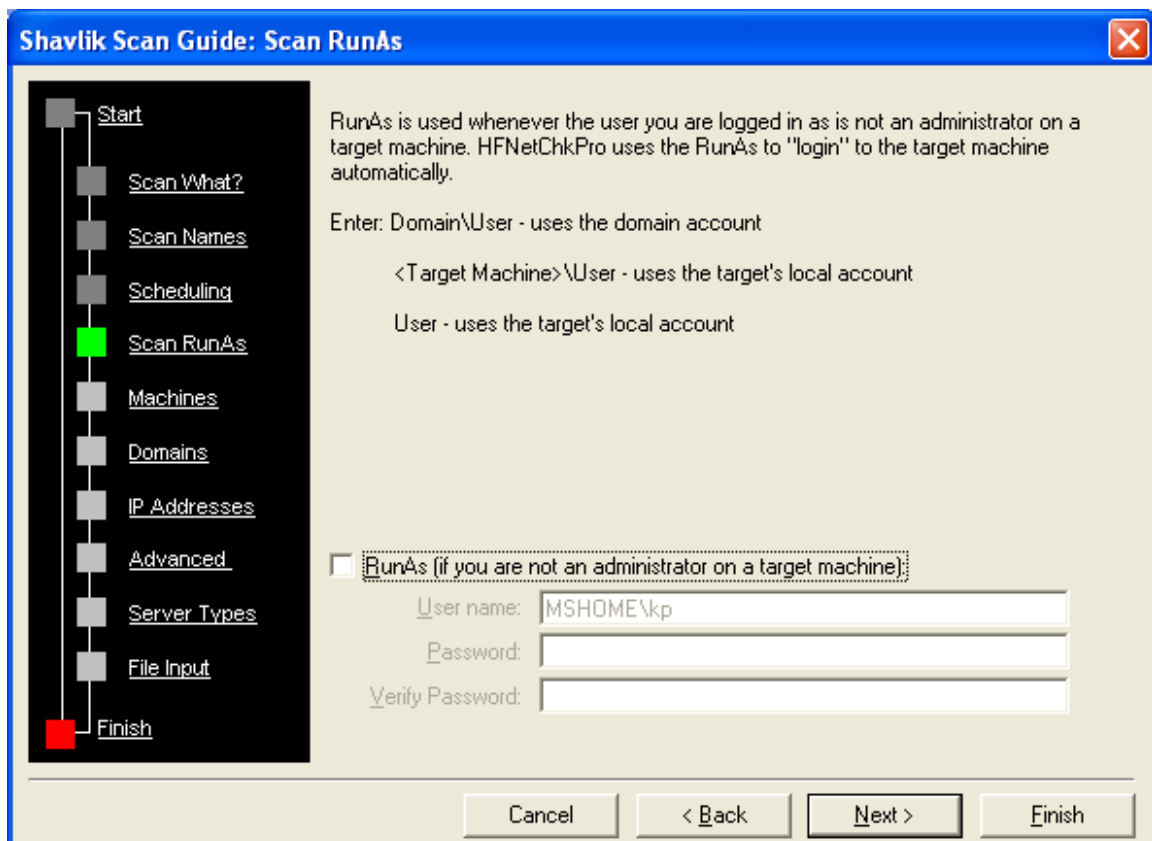 Shavlik Scan Guide: Scan RunAs
Start
Scan What?
Scan Names
Scheduling
Scan RunAs
Machines
Domains
IP Addresses
Advanced
Server Types
File Input
Finish
RunAs is used whenever the user you are logged in as is not an administrator on a
target machine. HFNetChkPro uses the RunAs to "login" to the target machine
automatically.
Enter: Domain\User - uses the domain account
<Target Machine>\User - uses the target's local account
User - uses the target's local account
RunAs (if you are not an administrator on a target machine):
User name: MSHOME\kp
Password:
Verify Password:
Cancel
< Back
Next >
Finish